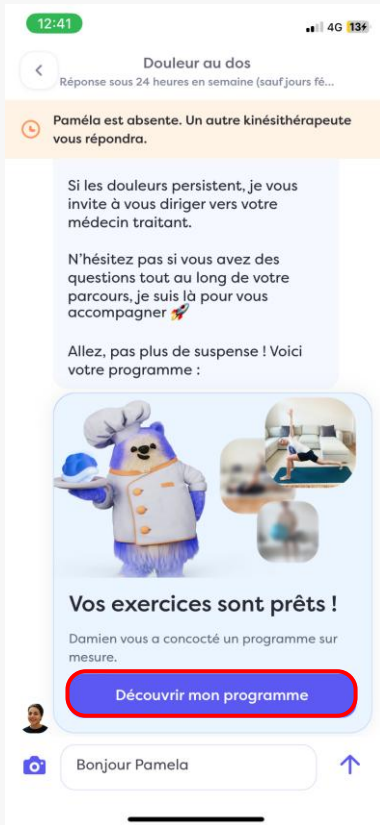 12:41
4G 13
Douleur au dos
Réponse sous 24 heures en semaine (sauf jours fé...
Paméla est absente. Un autre kinésithérapeute
vous répondra.
Si les douleurs persistent, je vous
invite à vous diriger vers votre
médecin traitant.
N'hésitez pas si vous avez des
questions tout au long de votre
parcours, je suis là pour vous
accompagner 🚀
Allez, pas plus de suspense ! Voici
votre programme :
Vos exercices sont prêts !
Damien vous a concocté un programme sur
mesure.
Découvrir mon programme
Bonjour Pamela